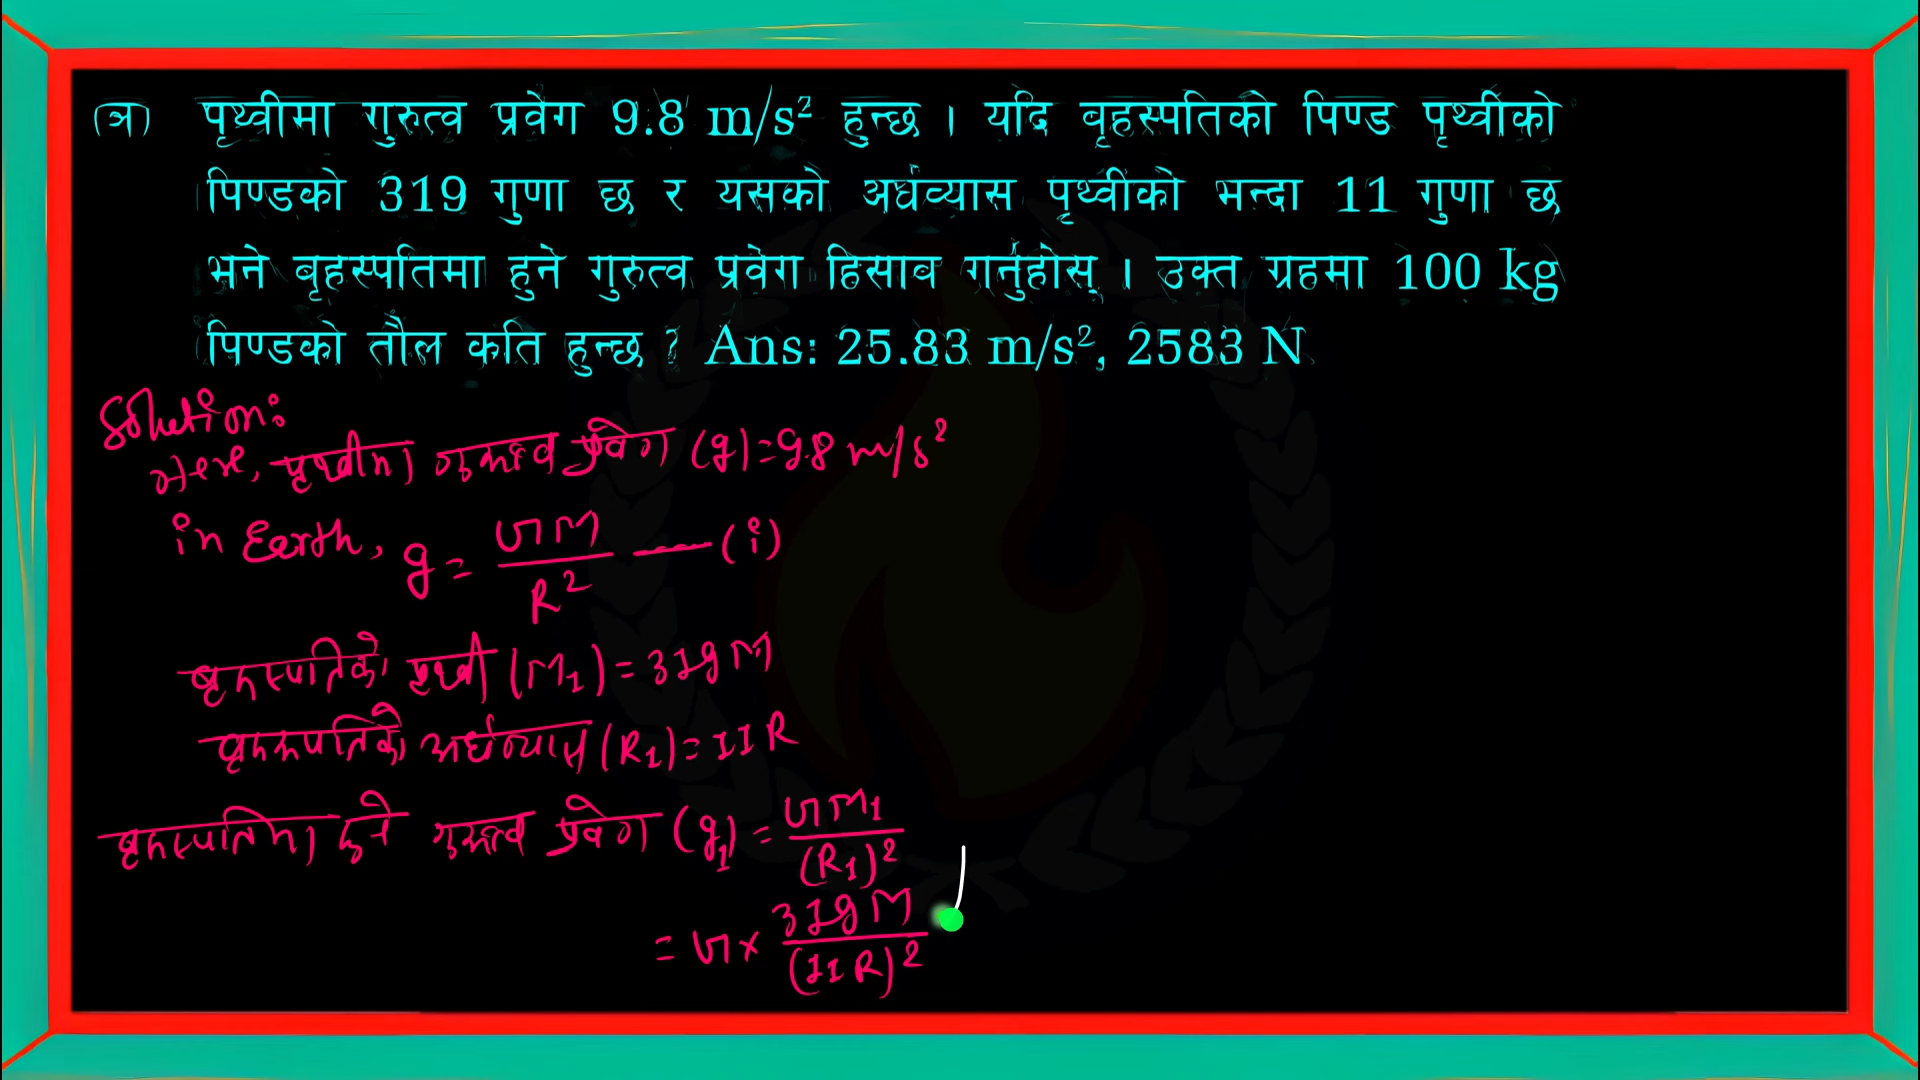 (ञ) पृथ्वीमा गुरुत्व प्रवेग 9.8 m/s² हुन्छ । यदि बृहस्पतिको पिण्ड पृथ्वीको
पिण्डको 319 गुणा छ र यसको अर्धव्यास पृथ्वीको भन्दा 11 गुणा छ
भने बृहस्पतिमा हुने गुरुत्व प्रवेग हिसाब गर्नुहोस् । उक्त ग्रहमा 100 kg
पिण्डको तौल कति हुन्छ ? Ans: 25.83 m/s², 2583 N
Solution:
Here, पृथ्वीमा गुरुत्व प्रवेग (g) = 9.8 m/s²
in Earth, g = GM/R² —— (i)
बृहस्पतिको पृथ्वी (M₁) = 319 M
बृहस्पतिको अर्धव्यास (R₁) = 11 R
बृहस्पतिमा हुने गुरुत्व प्रवेग (g₁) = GM₁/(R₁)²
= G × 319 M/(11 R)²